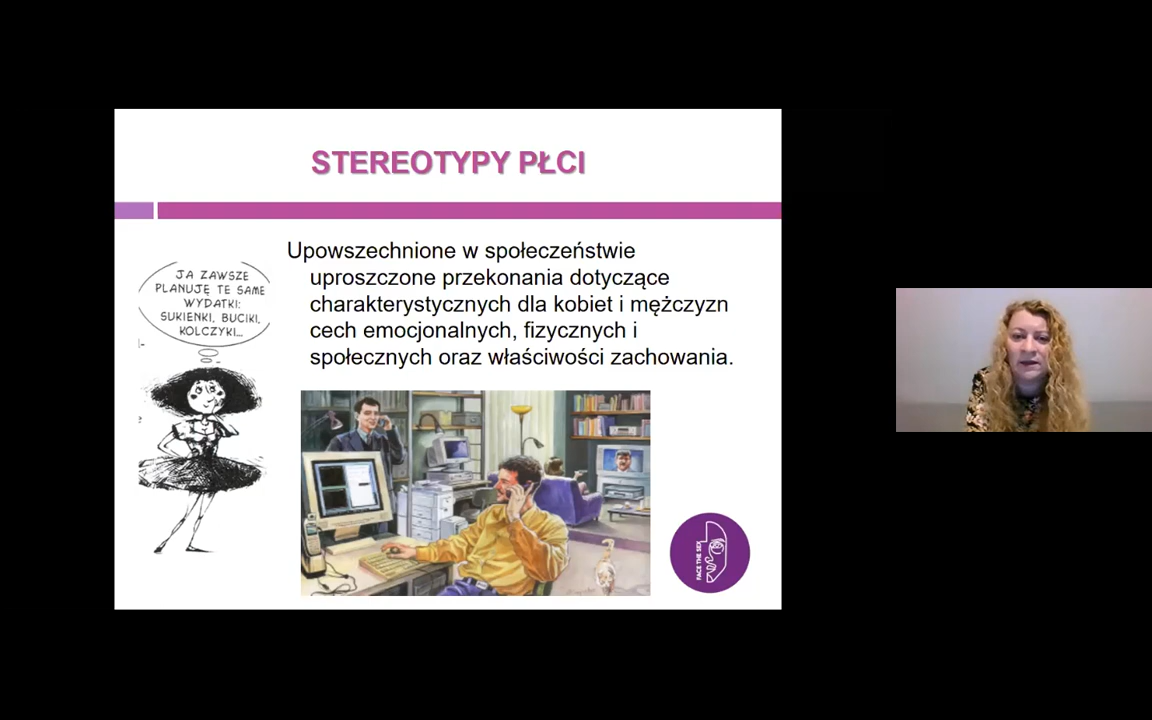 STEREOTYPY PŁCI
JA ZAWSZE
PLANUJĘ TE SAME
WYDATKI:
SUKIENKI, BUCIKI,
KOLCZYKI...
Upowszechnione w społeczeństwie
uproszczone przekonania dotyczące
charakterystycznych dla kobiet i mężczyzn
cech emocjonalnych, fizycznych i
społecznych oraz właściwości zachowania.
FACE THE SEX